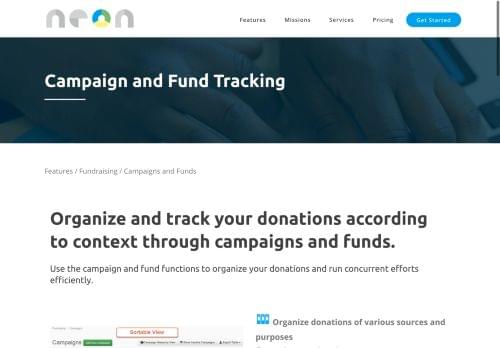 neon
Features Missions Services Pricing Get Started
Campaign and Fund Tracking
Features / Fundraising / Campaigns and Funds
Organize and track your donations according
to context through campaigns and funds.
Use the campaign and fund functions to organize your donations and run concurrent efforts
efficiently.
Organize donations of various sources and
purposes
Sortable View
Campaigns